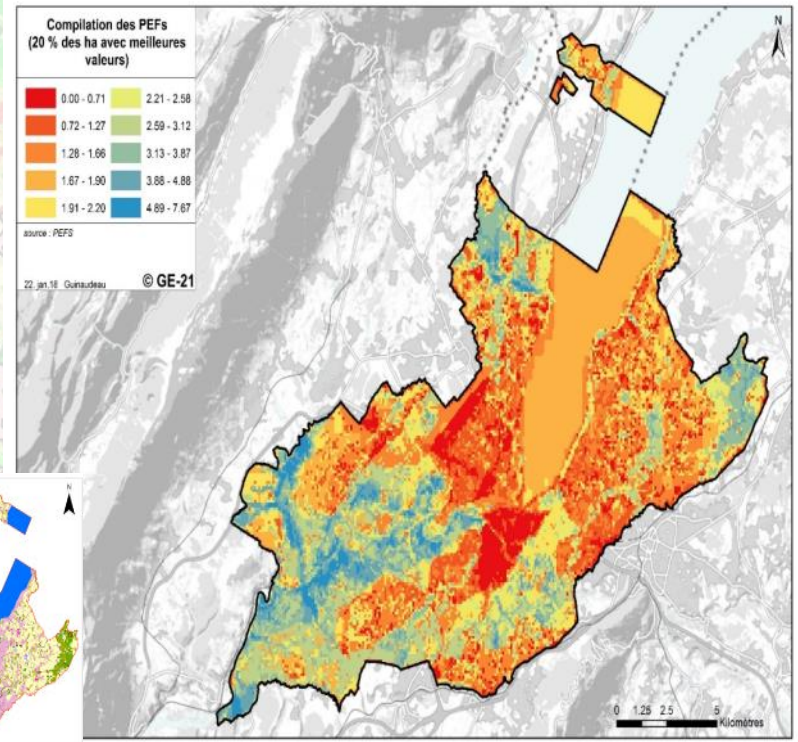 Compilation des PEFs
(20 % des ha avec meilleures
valeurs)
0.00 - 0.71
2.21 - 2.58
0.72 - 1.27
2.59 - 3.12
1.28 - 1.66
3.13 - 3.87
1.67 - 1.90
3.88 - 4.88
1.91 - 2.20
4.89 - 7.67
source : PEFS
22. jan.18 Guinaudeau
© GE-21
N
0 1.25 2.5 5
Kilomètres
N